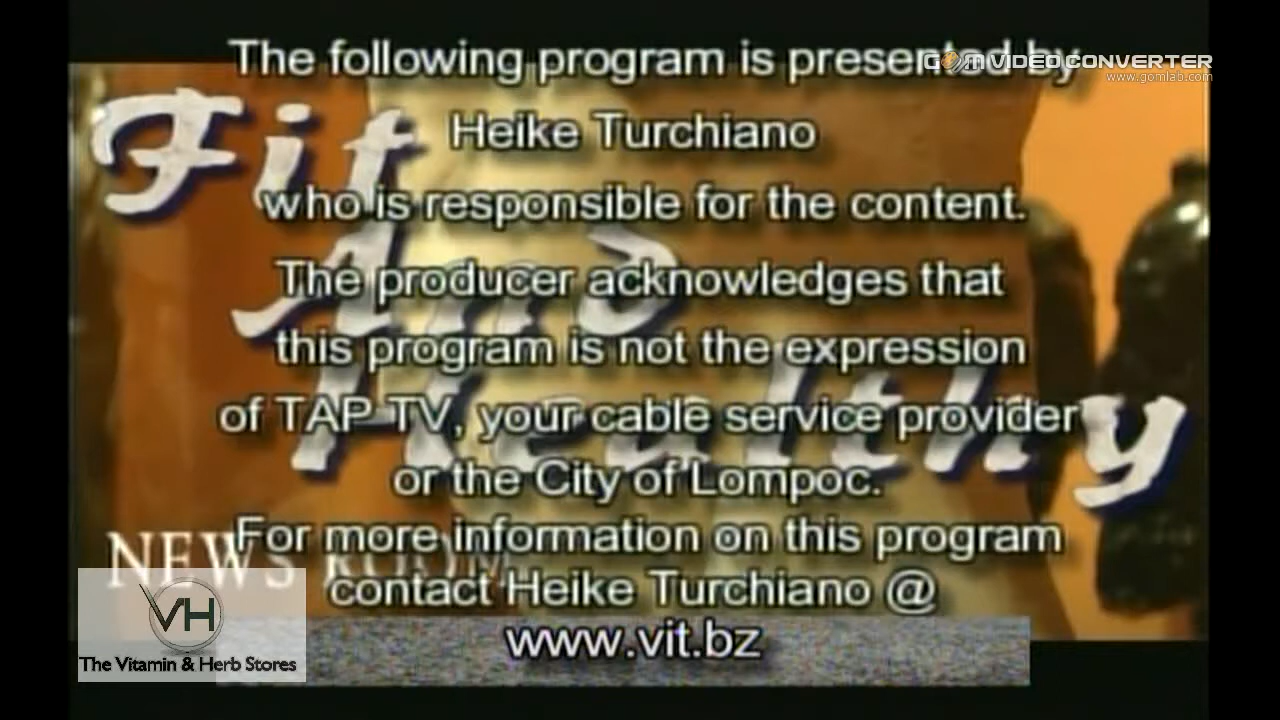 The following program is presented by
GOM VIDEO CONVERTER
www.gomlab.com
Heike Turchiano
who is responsible for the content.
The producer acknowledges that
this program is not the expression
of TAP TV, your cable service provider
or the City of Lompoc.
For more information on this program
contact Heike Turchiano @
www.vit.bz
Fit
And
Healthy
NEWS ROOM
VH
The Vitamin & Herb Stores